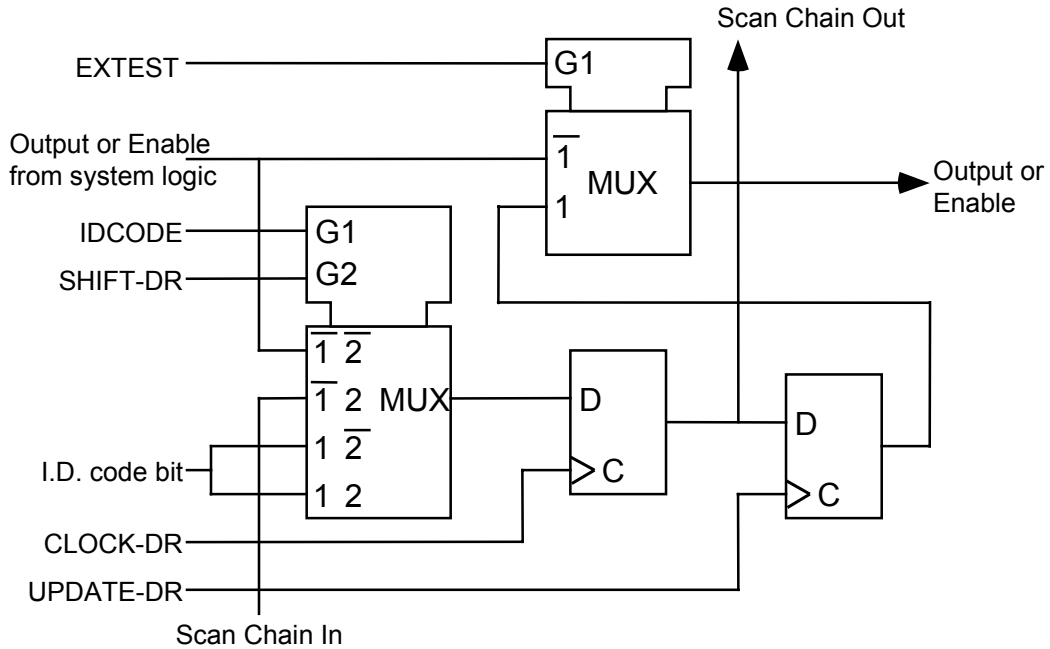 Scan Chain Out
EXTEST
G1
Output or Enable
from system logic
1̅
MUX
1
Output or
Enable
IDCODE
G1
SHIFT-DR
G2
1̅ 2̅
1̅ 2 MUX
1 2̅
1 2
I.D. code bit
D
C
D
C
CLOCK-DR
UPDATE-DR
Scan Chain In